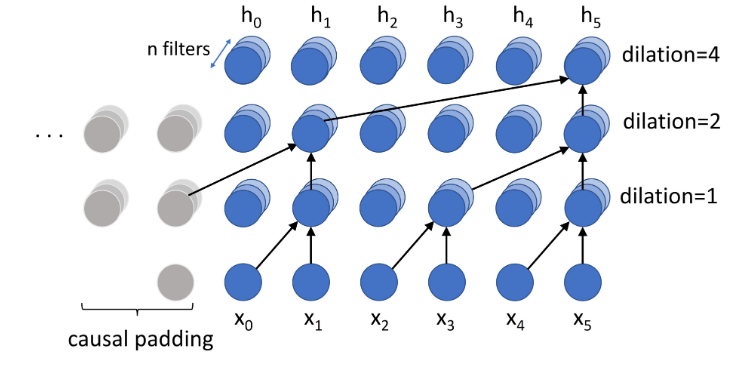 h₀ h₁ h₂ h₃ h₄ h₅
n filters
dilation=4
. . .
dilation=2
dilation=1
x₀ x₁ x₂ x₃ x₄ x₅
causal padding